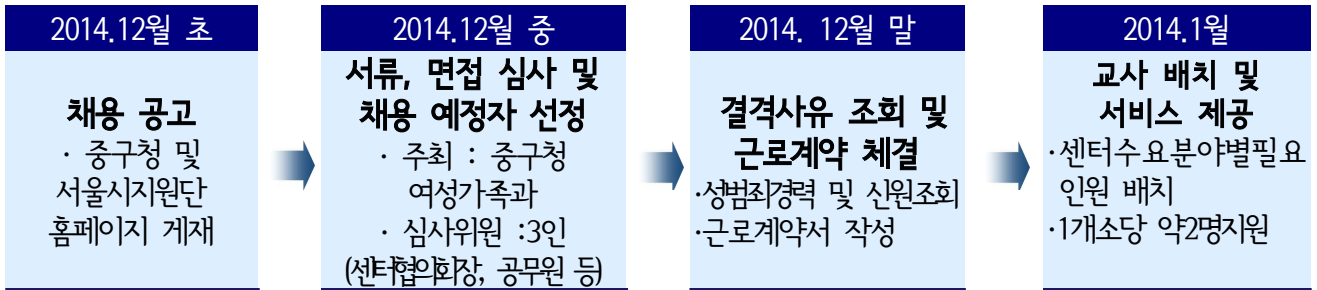 2014.12월 초
채용 공고
· 중구청 및
서울시지원단
홈페이지 게재
2014.12월 중
서류, 면접 심사 및
채용 예정자 선정
· 주최 : 중구청
여성가족과
· 심사위원 :3인
(센터협의회장, 공무원 등)
2014. 12월 말
결격사유 조회 및
근로계약 체결
·성범죄경력 및 신원조회
·근로계약서 작성
2014.1월
교사 배치 및
서비스 제공
·센터수요분야별필요
인원 배치
·1개소당 약2명지원